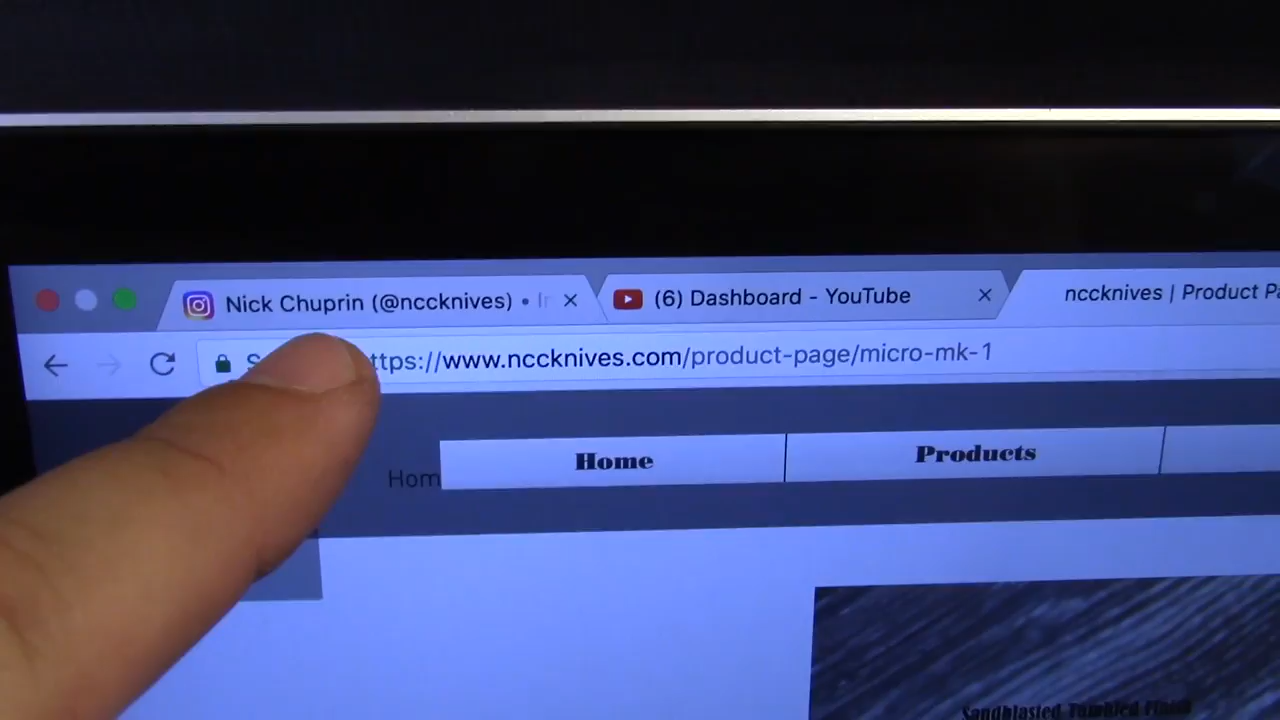 Nick Chuprin (@nccknives) •
(6) Dashboard - YouTube
nccknives | Product
ttps://www.nccknives.com/product-page/micro-mk-1
Hom
Home
Products
Sandblasted Tumbled Finish